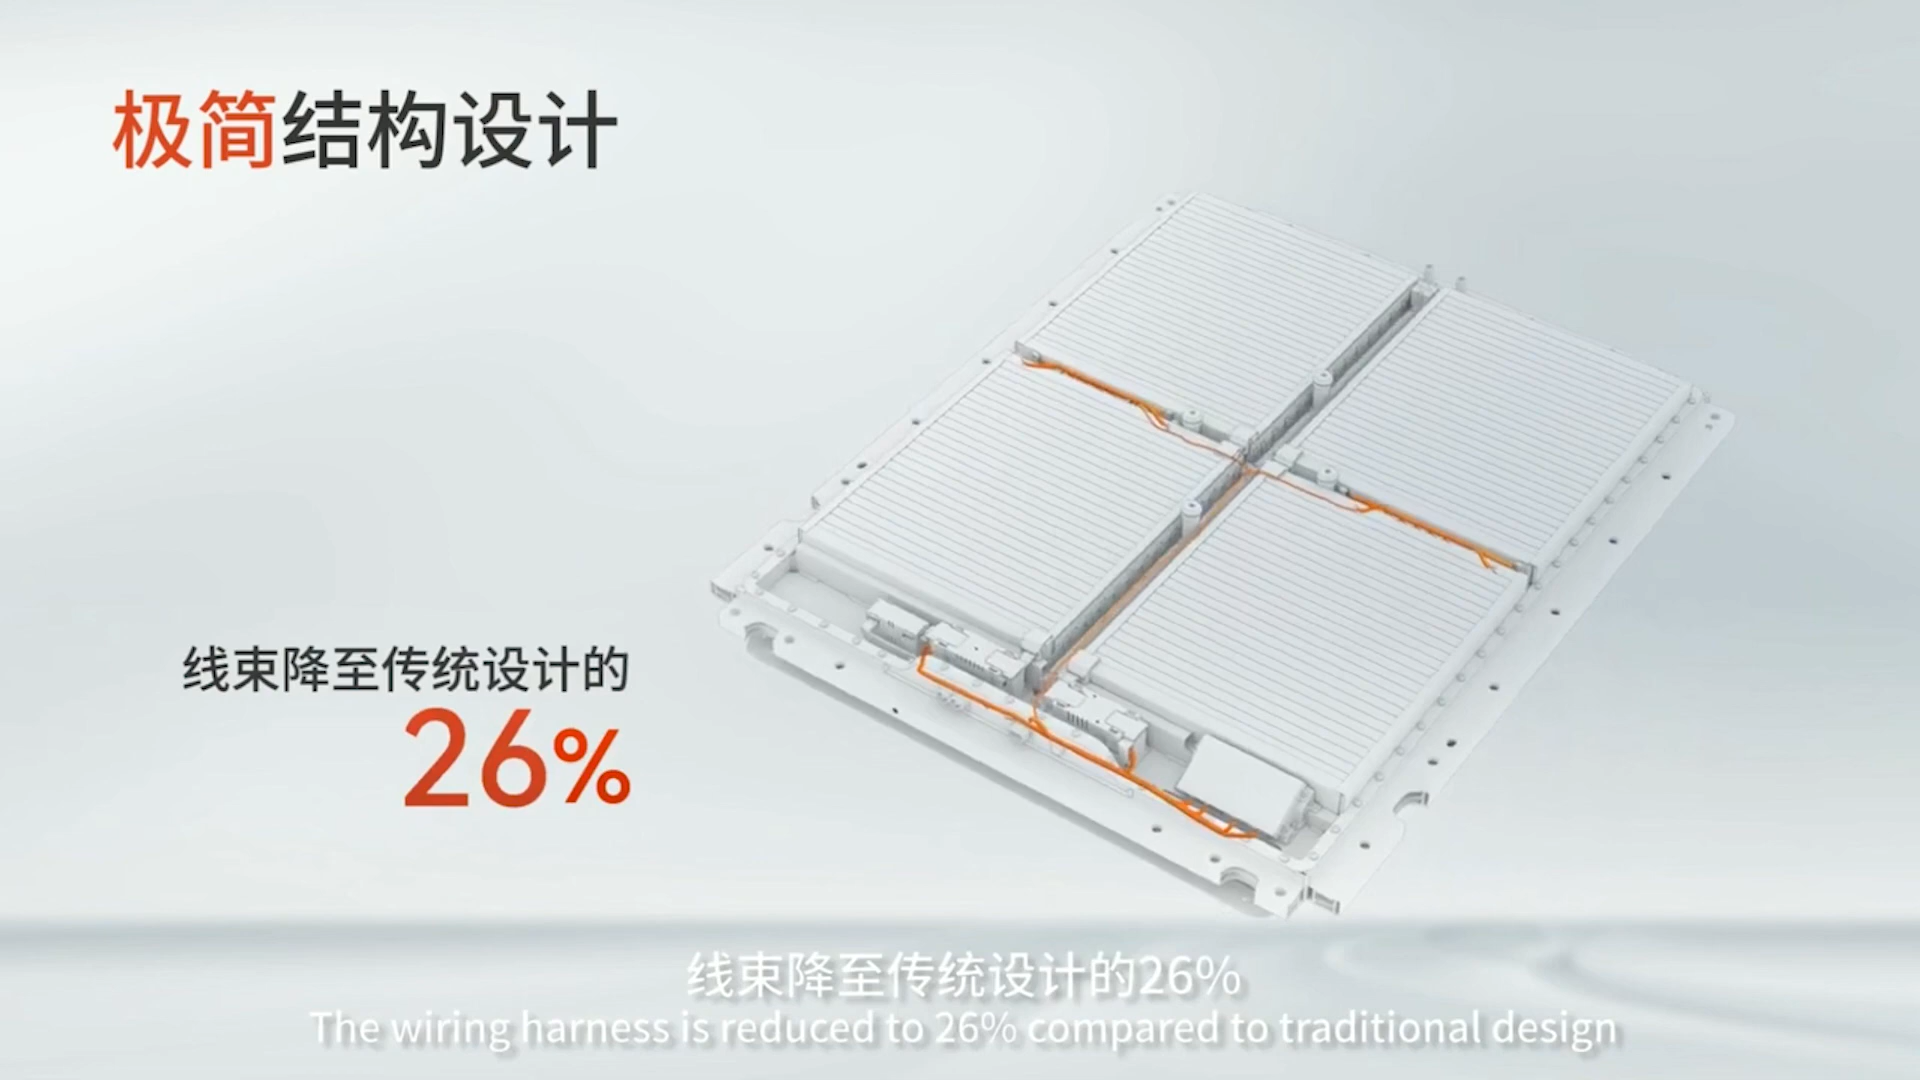 极简结构设计
线束降至传统设计的
26%
线束降至传统设计的26%
The wiring harness is reduced to 26% compared to traditional design